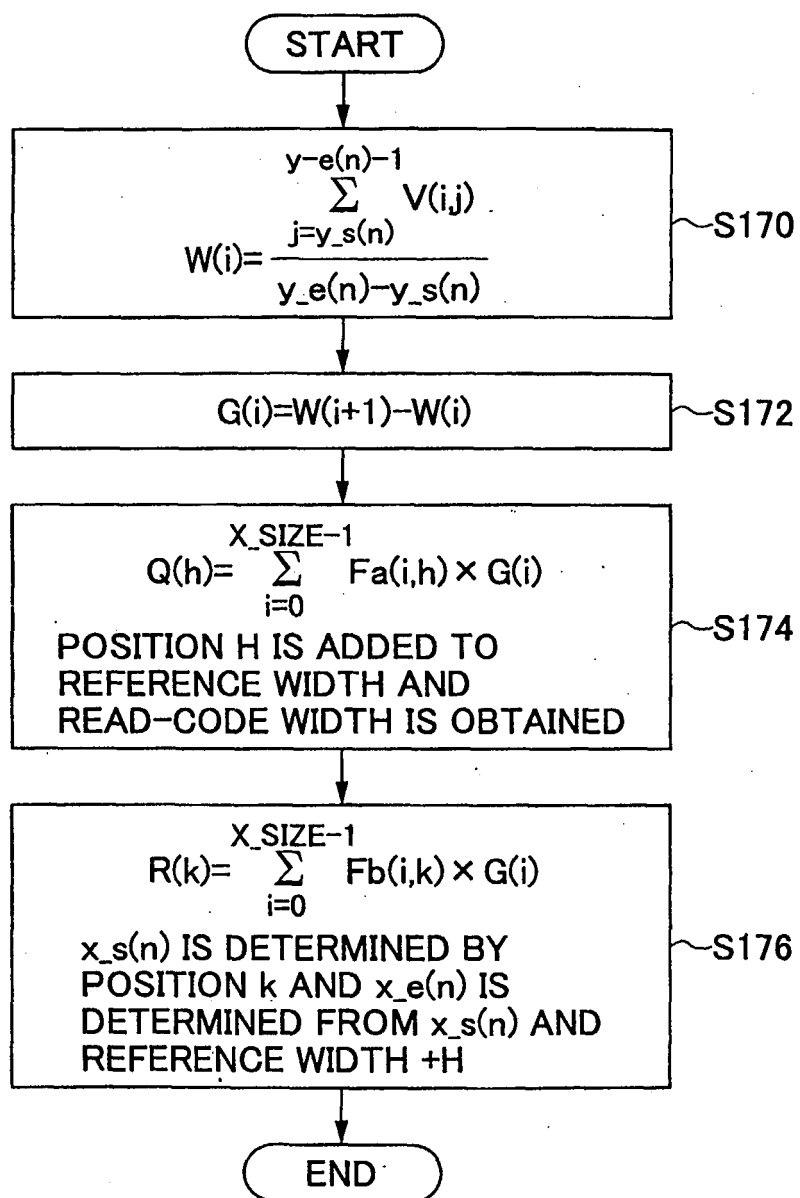 START
y-e(n)-1
Σ V(i,j)
j=y_s(n)
W(i)=
y_e(n)-y_s(n)
S170
G(i)=W(i+1)-W(i)
S172
X_SIZE-1
Q(h)= Σ Fa(i,h) × G(i)
i=0
POSITION H IS ADDED TO
REFERENCE WIDTH AND
READ-CODE WIDTH IS OBTAINED
S174
X_SIZE-1
R(k)= Σ Fb(i,k) × G(i)
i=0
x_s(n) IS DETERMINED BY
POSITION k AND x_e(n) IS
DETERMINED FROM x_s(n) AND
REFERENCE WIDTH +H
S176
END